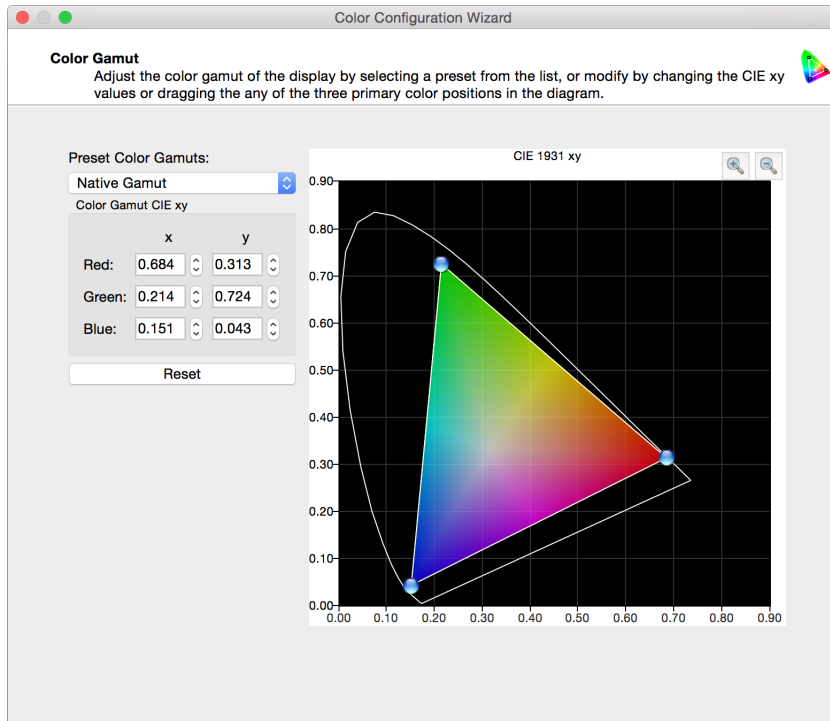 Color Configuration Wizard
Color Gamut
Adjust the color gamut of the display by selecting a preset from the list, or modify by changing the CIE xy
values or dragging the any of the three primary color positions in the diagram.
Preset Color Gamuts:
Native Gamut
Color Gamut CIE xy
x y
Red: 0.684 0.313
Green: 0.214 0.724
Blue: 0.151 0.043
Reset
CIE 1931 xy
0.90
0.80
0.70
0.60
0.50
0.40
0.30
0.20
0.10
0.00
0.00 0.10 0.20 0.30 0.40 0.50 0.60 0.70 0.80 0.90